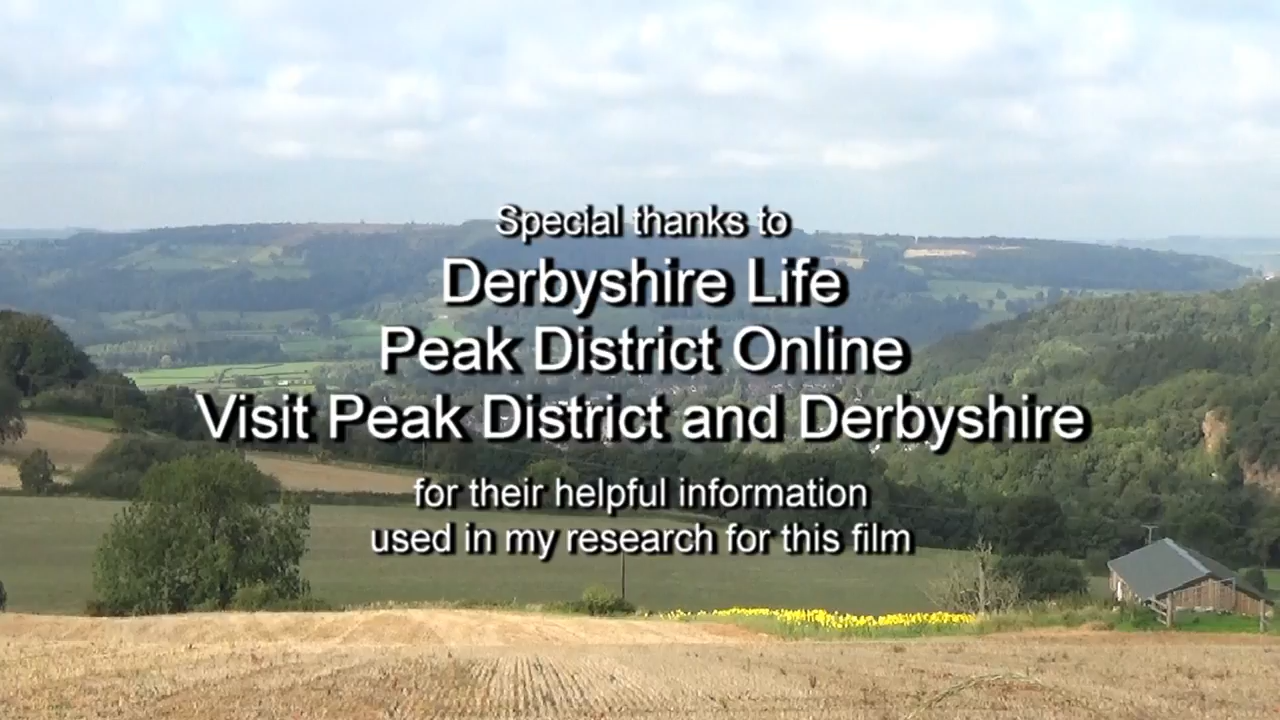 Special thanks to
Derbyshire Life
Peak District Online
Visit Peak District and Derbyshire
for their helpful information
used in my research for this film